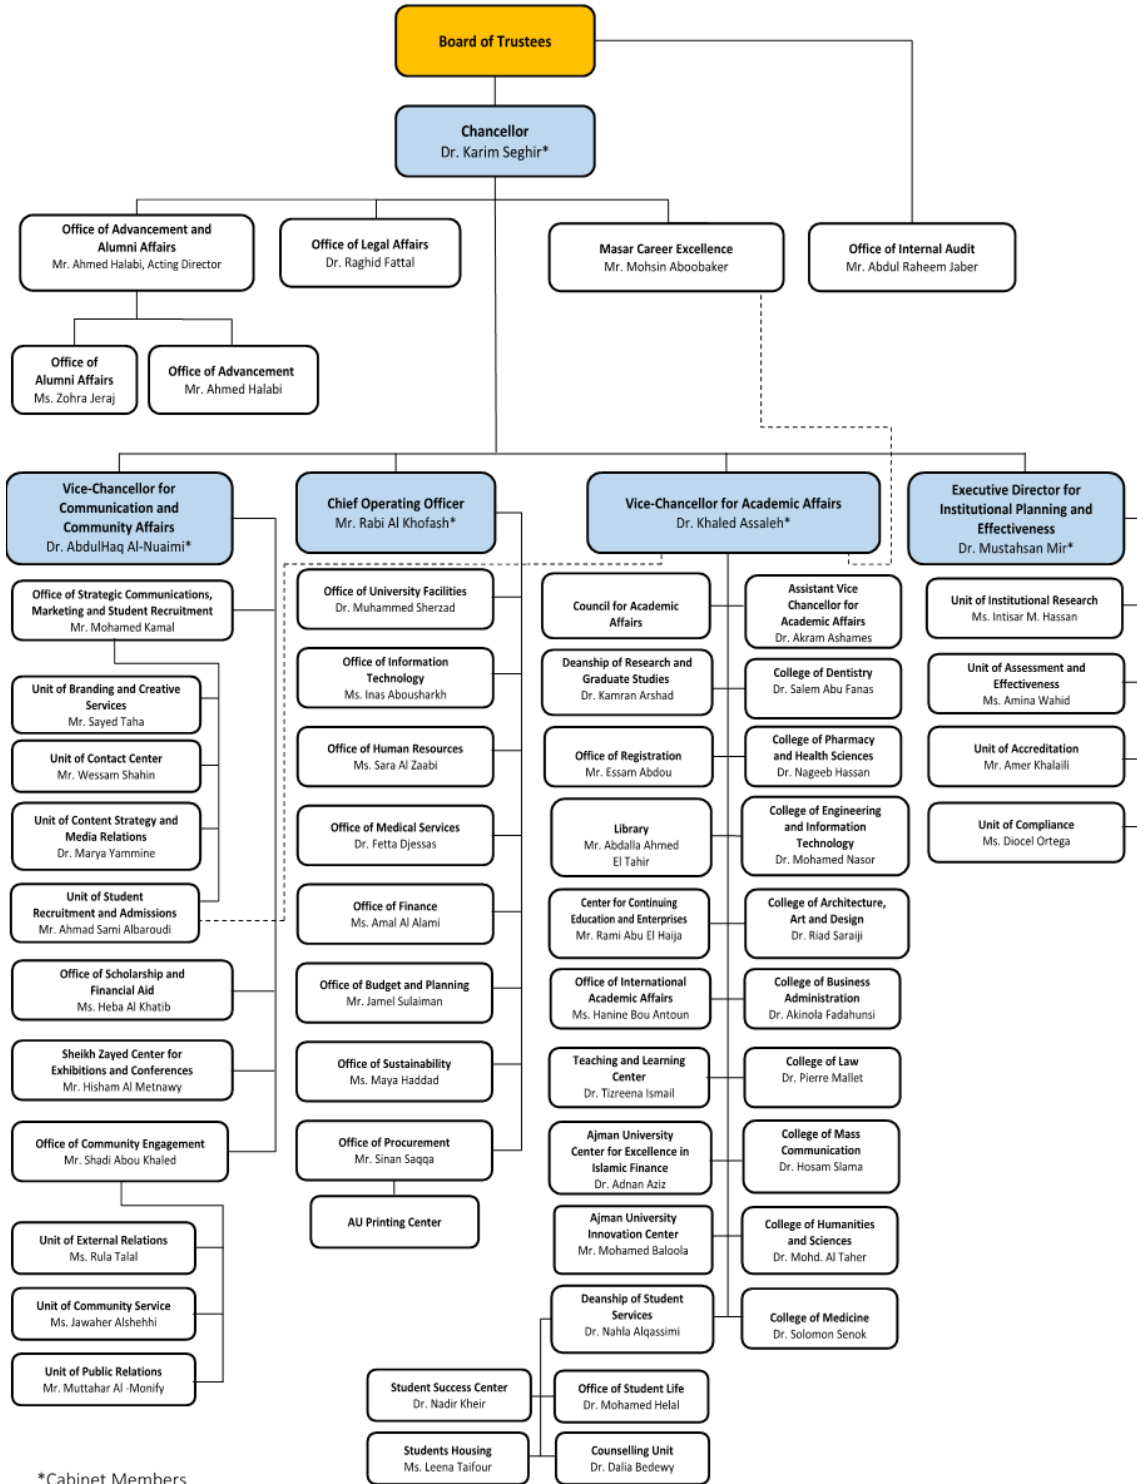 Board of Trustees
Chancellor
Dr. Karim Seghir*
Office of Advancement and
Alumni Affairs
Mr. Ahmed Halabi, Acting Director
Office of Legal Affairs
Dr. Raghid Fattal
Masar Career Excellence
Mr. Mohsin Aboobaker
Office of Internal Audit
Mr. Abdul Raheem Jaber
Office of
Alumni Affairs
Ms. Zohra Jeraj
Office of Advancement
Mr. Ahmed Halabi
Vice-Chancellor for
Communication and
Community Affairs
Dr. AbdulHaq Al-Nuaimi*
Chief Operating Officer
Mr. Rabi Al Khofash*
Vice-Chancellor for Academic Affairs
Dr. Khaled Assaleh*
Executive Director for
Institutional Planning and
Effectiveness
Dr. Mustahsan Mir*
Office of Strategic Communications,
Marketing and Student Recruitment
Mr. Mohamed Kamal
Unit of Branding and Creative
Services
Mr. Sayed Taha
Unit of Contact Center
Mr. Wessam Shahin
Unit of Content Strategy and
Media Relations
Dr. Marya Yammine
Unit of Student
Recruitment and Admissions
Mr. Ahmad Sami Albaroudi
Office of Scholarship and
Financial Aid
Ms. Heba Al Khatib
Sheikh Zayed Center for
Exhibitions and Conferences
Mr. Hisham Al Metnawy
Office of Community Engagement
Mr. Shadi Abou Khaled
Unit of External Relations
Ms. Rula Talal
Unit of Community Service
Ms. Jawaher Alshehhi
Unit of Public Relations
Mr. Muttahar Al -Monify
Office of University Facilities
Dr. Muhammed Sherzad
Office of Information
Technology
Ms. Inas Abousharkh
Office of Human Resources
Ms. Sara Al Zaabi
Office of Medical Services
Dr. Fetta Djessas
Office of Finance
Ms. Amal Al Alami
Office of Budget and Planning
Mr. Jamel Sulaiman
Office of Sustainability
Ms. Maya Haddad
Office of Procurement
Mr. Sinan Saqqa
AU Printing Center
Council for Academic
Affairs
Deanship of Research and
Graduate Studies
Dr. Kamran Arshad
Office of Registration
Mr. Essam Abdou
Library
Mr. Abdalla Ahmed
El Tahir
Center for Continuing
Education and Enterprises
Mr. Rami Abu El Haija
Office of International
Academic Affairs
Ms. Hanine Bou Antoun
Teaching and Learning
Center
Dr. Tizreena Ismail
Ajman University
Center for Excellence in
Islamic Finance
Dr. Adnan Aziz
Ajman University
Innovation Center
Mr. Mohamed Baloola
Deanship of Student
Services
Dr. Nahla Alqassimi
Assistant Vice
Chancellor for
Academic Affairs
Dr. Akram Ashames
College of Dentistry
Dr. Salem Abu Fanas
College of Pharmacy
and Health Sciences
Dr. Nageeb Hassan
College of Engineering
and Information
Technology
Dr. Mohamed Nasor
College of Architecture,
Art and Design
Dr. Riad Saraiji
College of Business
Administration
Dr. Akinola Fadahunsi
College of Law
Dr. Pierre Mallet
College of Mass
Communication
Dr. Hosam Slama
College of Humanities
and Sciences
Dr. Mohd. Al Taher
College of Medicine
Dr. Solomon Senok
Student Success Center
Dr. Nadir Kheir
Office of Student Life
Dr. Mohamed Helal
Students Housing
Ms. Leena Taifour
Counselling Unit
Dr. Dalia Bedewy
Unit of Institutional Research
Ms. Intisar M. Hassan
Unit of Assessment and
Effectiveness
Ms. Amina Wahid
Unit of Accreditation
Mr. Amer Khalaili
Unit of Compliance
Ms. Diocel Ortega
*Cabinet Members